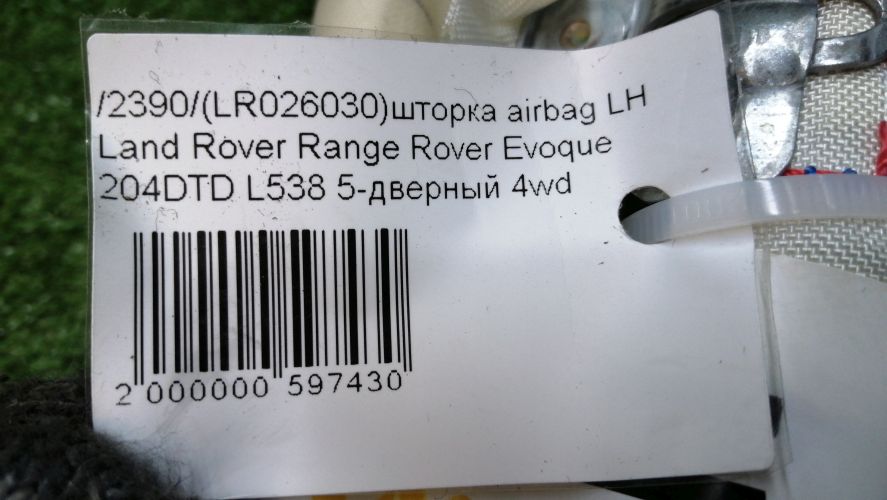 /2390/(LR026030)шторка airbag LH
Land Rover Range Rover Evoque
204DTD L538 5-дверный 4wd
2 000000 597430